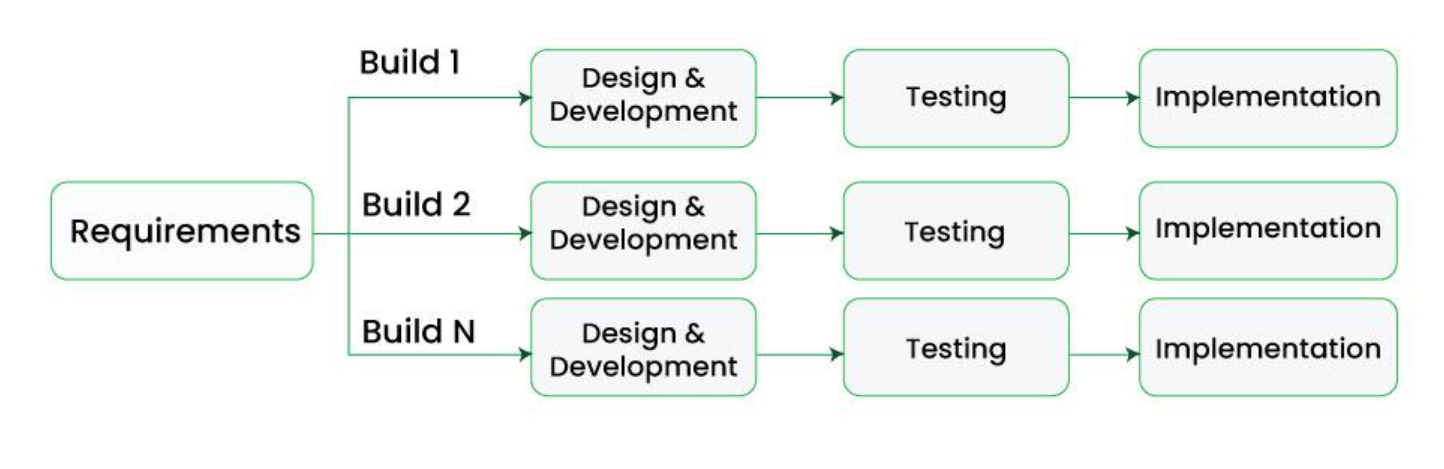 Build 1
Design &
Development
Testing
Implementation
Requirements
Build 2
Design &
Development
Testing
Implementation
Build N
Design &
Development
Testing
Implementation